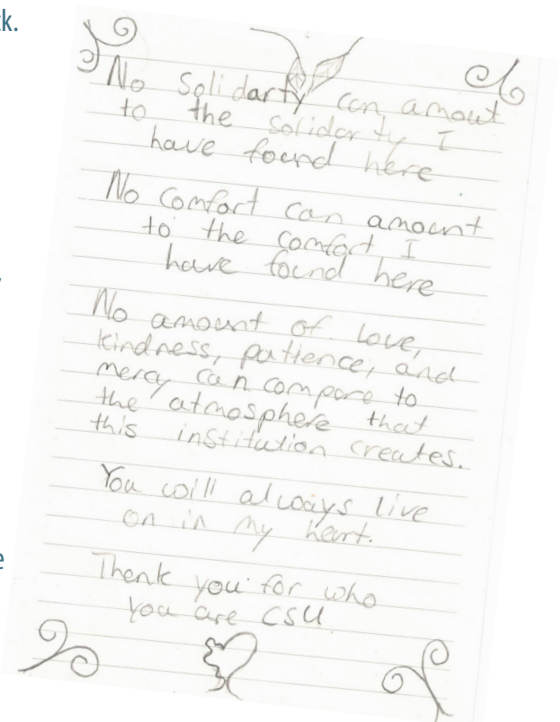 ck.
No Solidarty can amout
to the solidarty I
have found here
No comfort can amount
to the comfort I
have found here
No amount of love,
kindness, patience, and
mercy can compare to
the atmosphere that
this institution creates.
You will always live
on in my heart.
Thank you for who
you are CSU